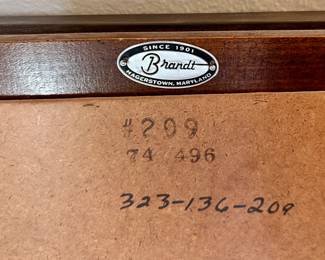 SINCE 1901
Brandt
HAGERSTOWN, MARYLAND
#209
74 496
323-136-209